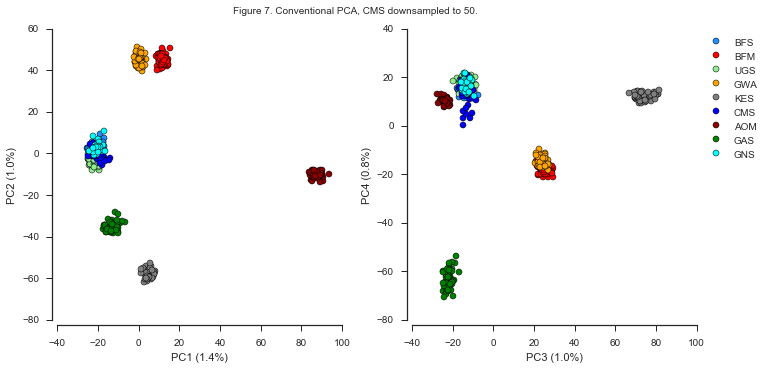 Figure 7. Conventional PCA, CMS downsampled to 50.
60
40
20
0
−20
−40
−60
−80
PC2 (1.0%)
−40 −20 0 20 40 60 80 100
PC1 (1.4%)
40
20
0
−20
−40
−60
−80
PC4 (0.8%)
−40 −20 0 20 40 60 80 100
PC3 (1.0%)
BFS
BFM
UGS
GWA
KES
CMS
AOM
GAS
GNS